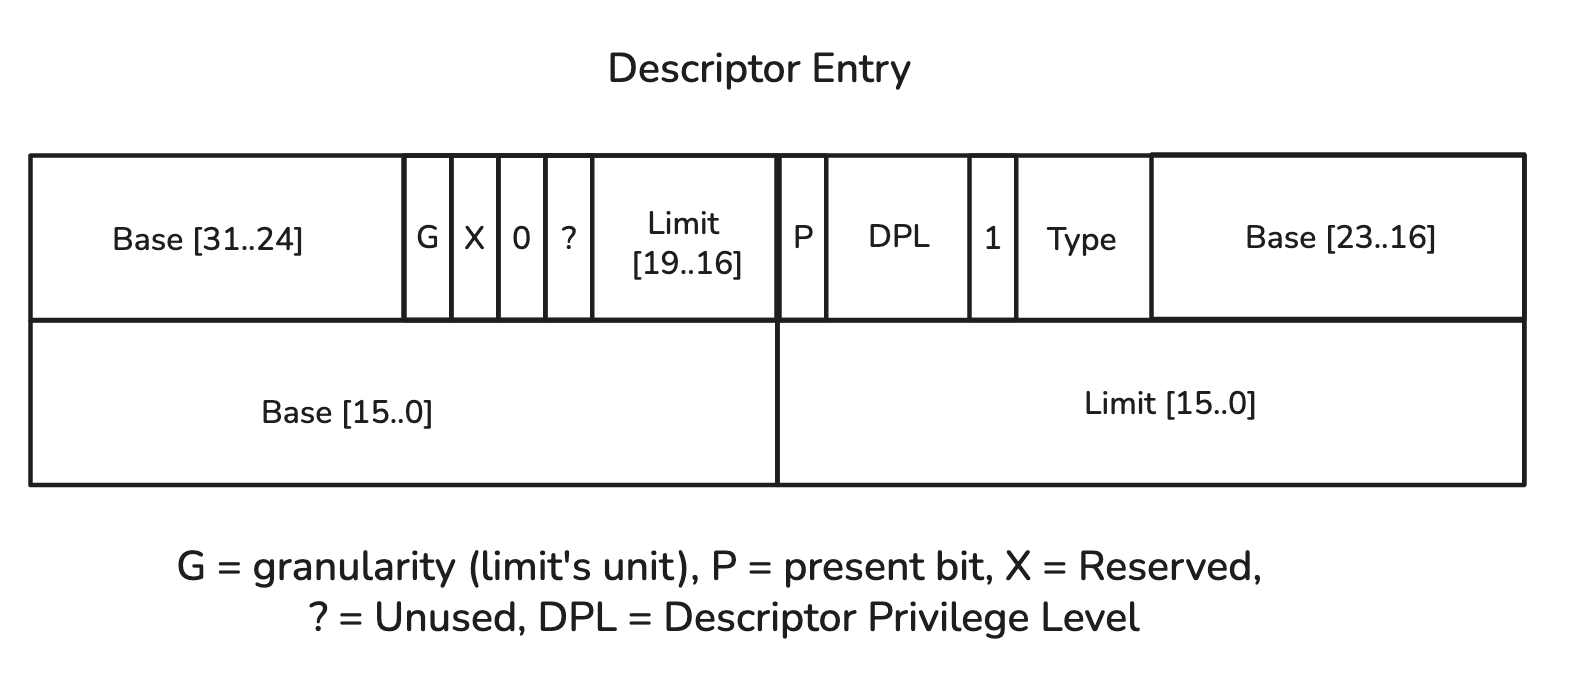 Descriptor Entry
Base [31..24]
G
X
0
?
Limit
[19..16]
P
DPL
1
Type
Base [23..16]
Base [15..0]
Limit [15..0]
G = granularity (limit's unit), P = present bit, X = Reserved,
? = Unused, DPL = Descriptor Privilege Level